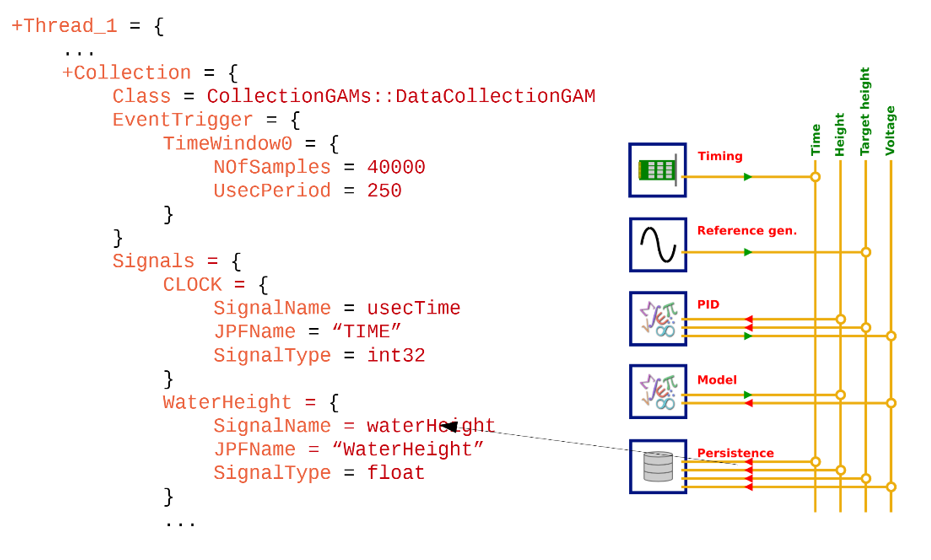 +Thread_1 = {
...
+Collection = {
Class = CollectionGAMs::DataCollectionGAM
EventTrigger = {
TimeWindow0 = {
NOfSamples = 40000
UsecPeriod = 250
}
}
Signals = {
CLOCK = {
SignalName = usecTime
JPFName = “TIME”
SignalType = int32
}
WaterHeight = {
SignalName = waterHeight
JPFName = “WaterHeight”
SignalType = float
}
...
Time
Height
Target height
Voltage
Timing
Reference gen.
PID
Model
Persistence